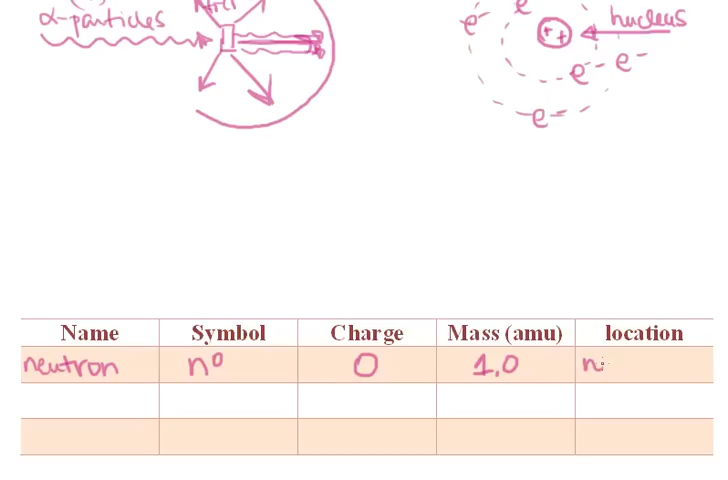 α-particles
nucleus
e-
e
+ +
e- e-
e-
Name Symbol Charge Mass (amu) location
neutron n⁰ 0 1,0 n